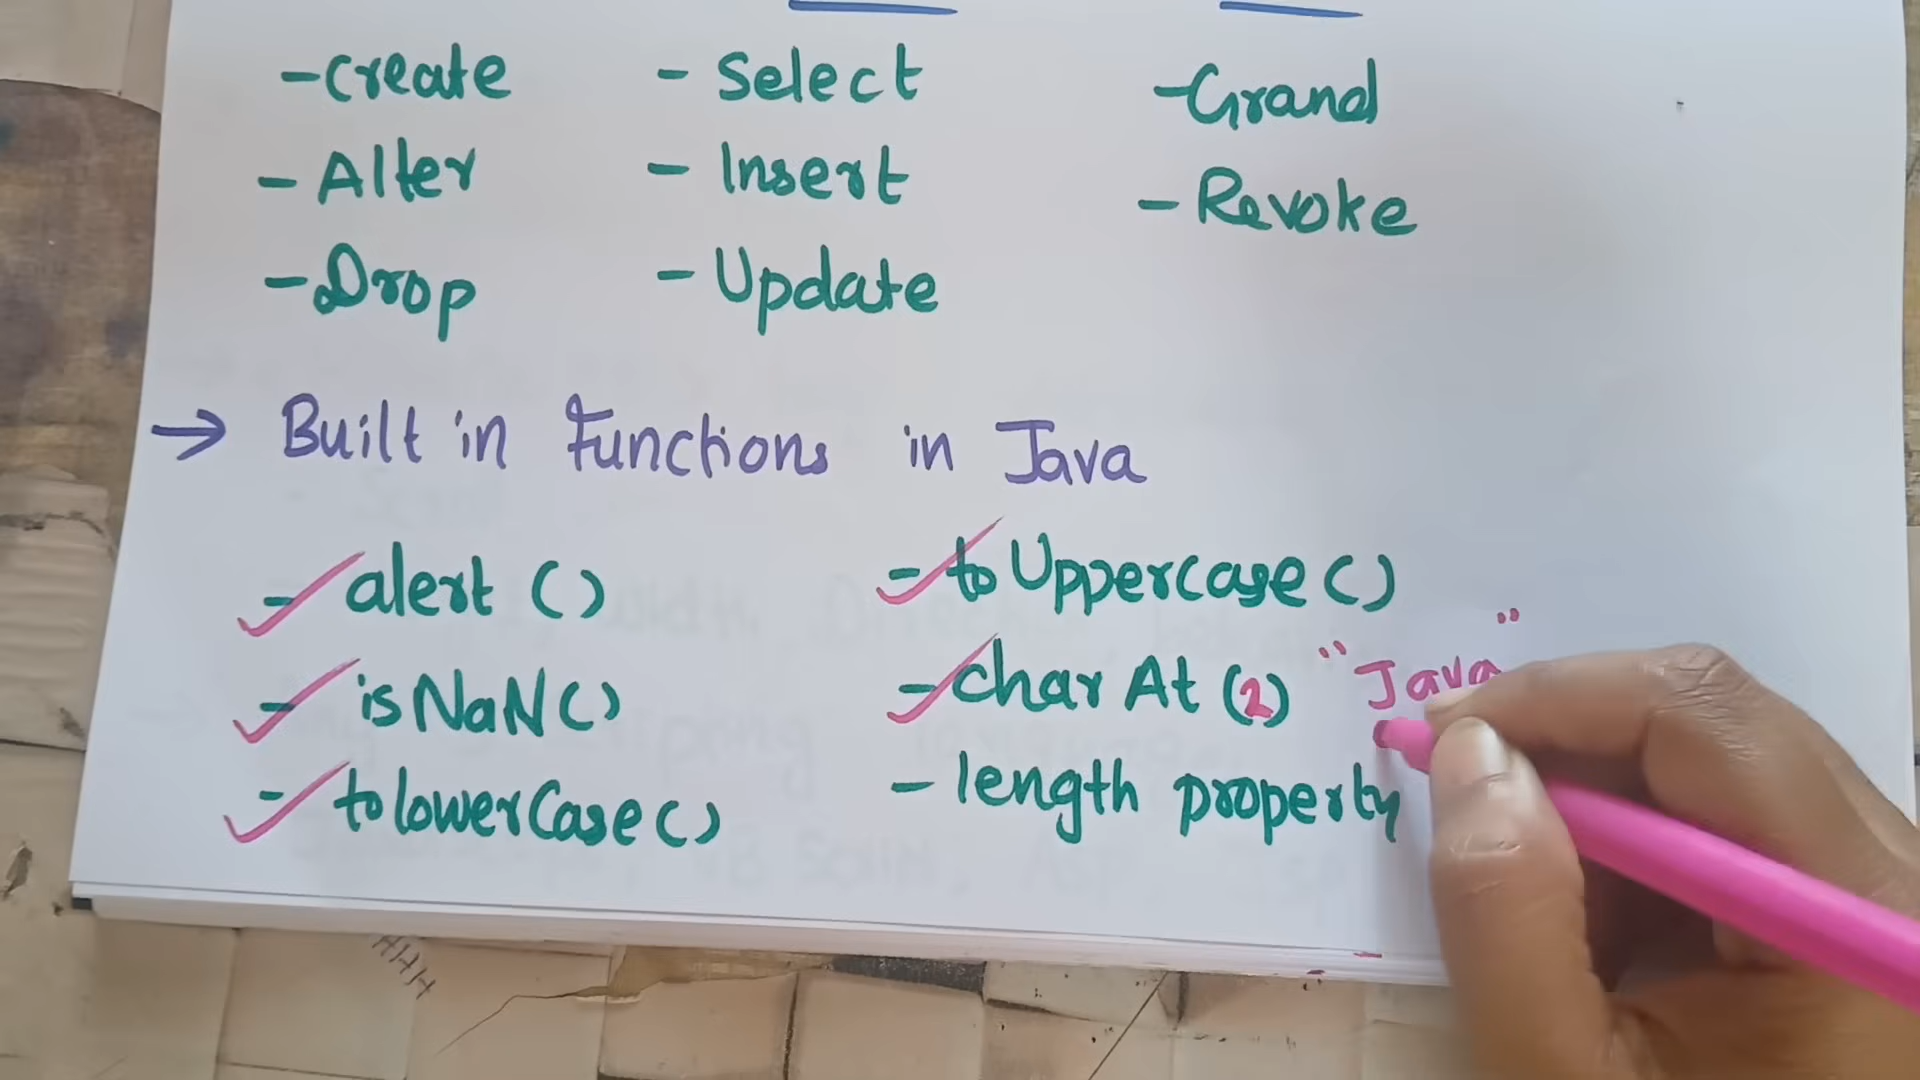 - Create - Select - Grand
- Alter - Insert - Revoke
- Drop - Update
→ Built in Functions in Java
- alert () - toUppercase()
- isNaN() - charAt (2) "Java"
- tolowerCase() - length property